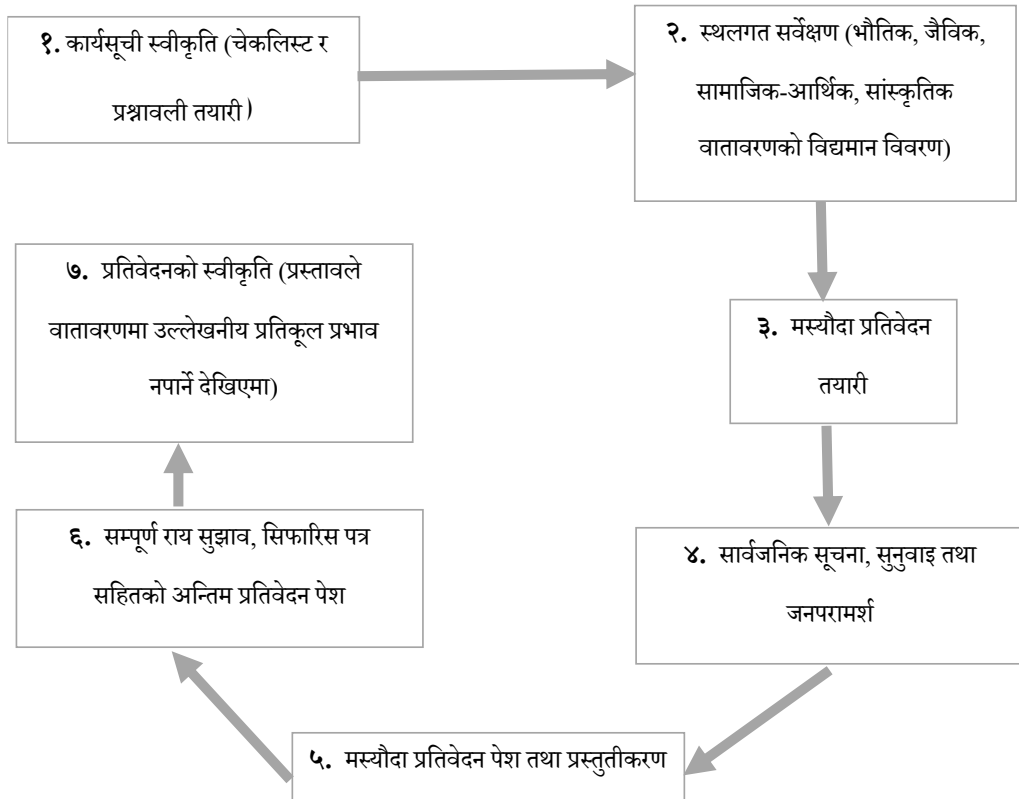 १. कार्यसूची स्वीकृति (चेकलिस्ट र
प्रश्नावली तयारी)
२. स्थलगत सर्वेक्षण (भौतिक, जैविक,
सामाजिक-आर्थिक, सांस्कृतिक
वातावरणको विद्यमान विवरण)
३. मस्यौदा प्रतिवेदन
तयारी
४. सार्वजनिक सूचना, सुनुवाइ तथा
जनपरामर्श
५. मस्यौदा प्रतिवेदन पेश तथा प्रस्तुतीकरण
६. सम्पूर्ण राय सुझाव, सिफारिस पत्र
सहितको अन्तिम प्रतिवेदन पेश
७. प्रतिवेदनको स्वीकृति (प्रस्तावले
वातावरणमा उल्लेखनीय प्रतिकूल प्रभाव
नपार्ने देखिएमा)